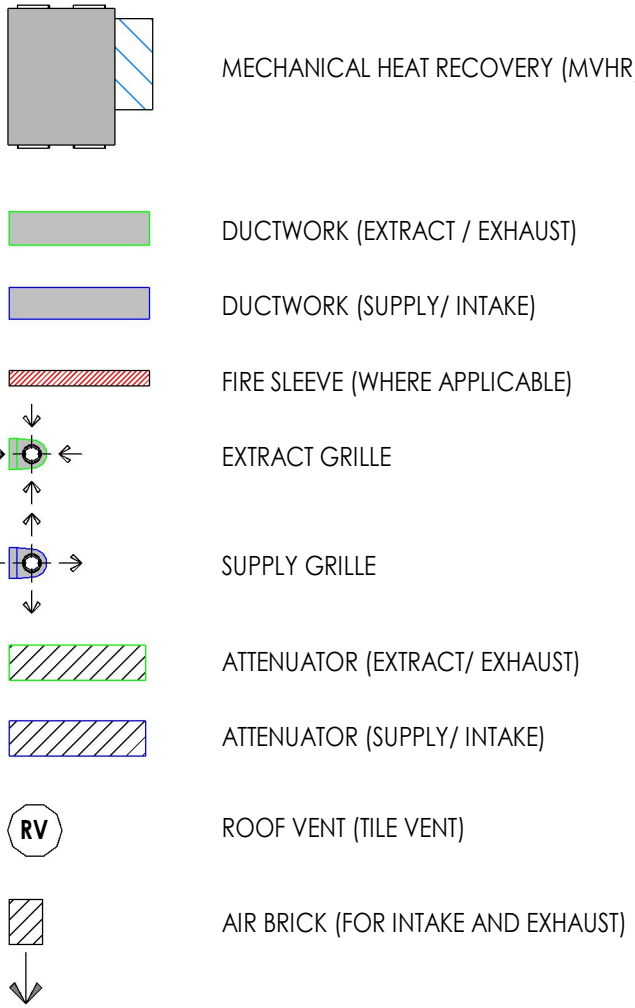 MECHANICAL HEAT RECOVERY (MVHR)
DUCTWORK (EXTRACT / EXHAUST)
DUCTWORK (SUPPLY/ INTAKE)
FIRE SLEEVE (WHERE APPLICABLE)
EXTRACT GRILLE
SUPPLY GRILLE
ATTENUATOR (EXTRACT/ EXHAUST)
ATTENUATOR (SUPPLY/ INTAKE)
RV ROOF VENT (TILE VENT)
AIR BRICK (FOR INTAKE AND EXHAUST)